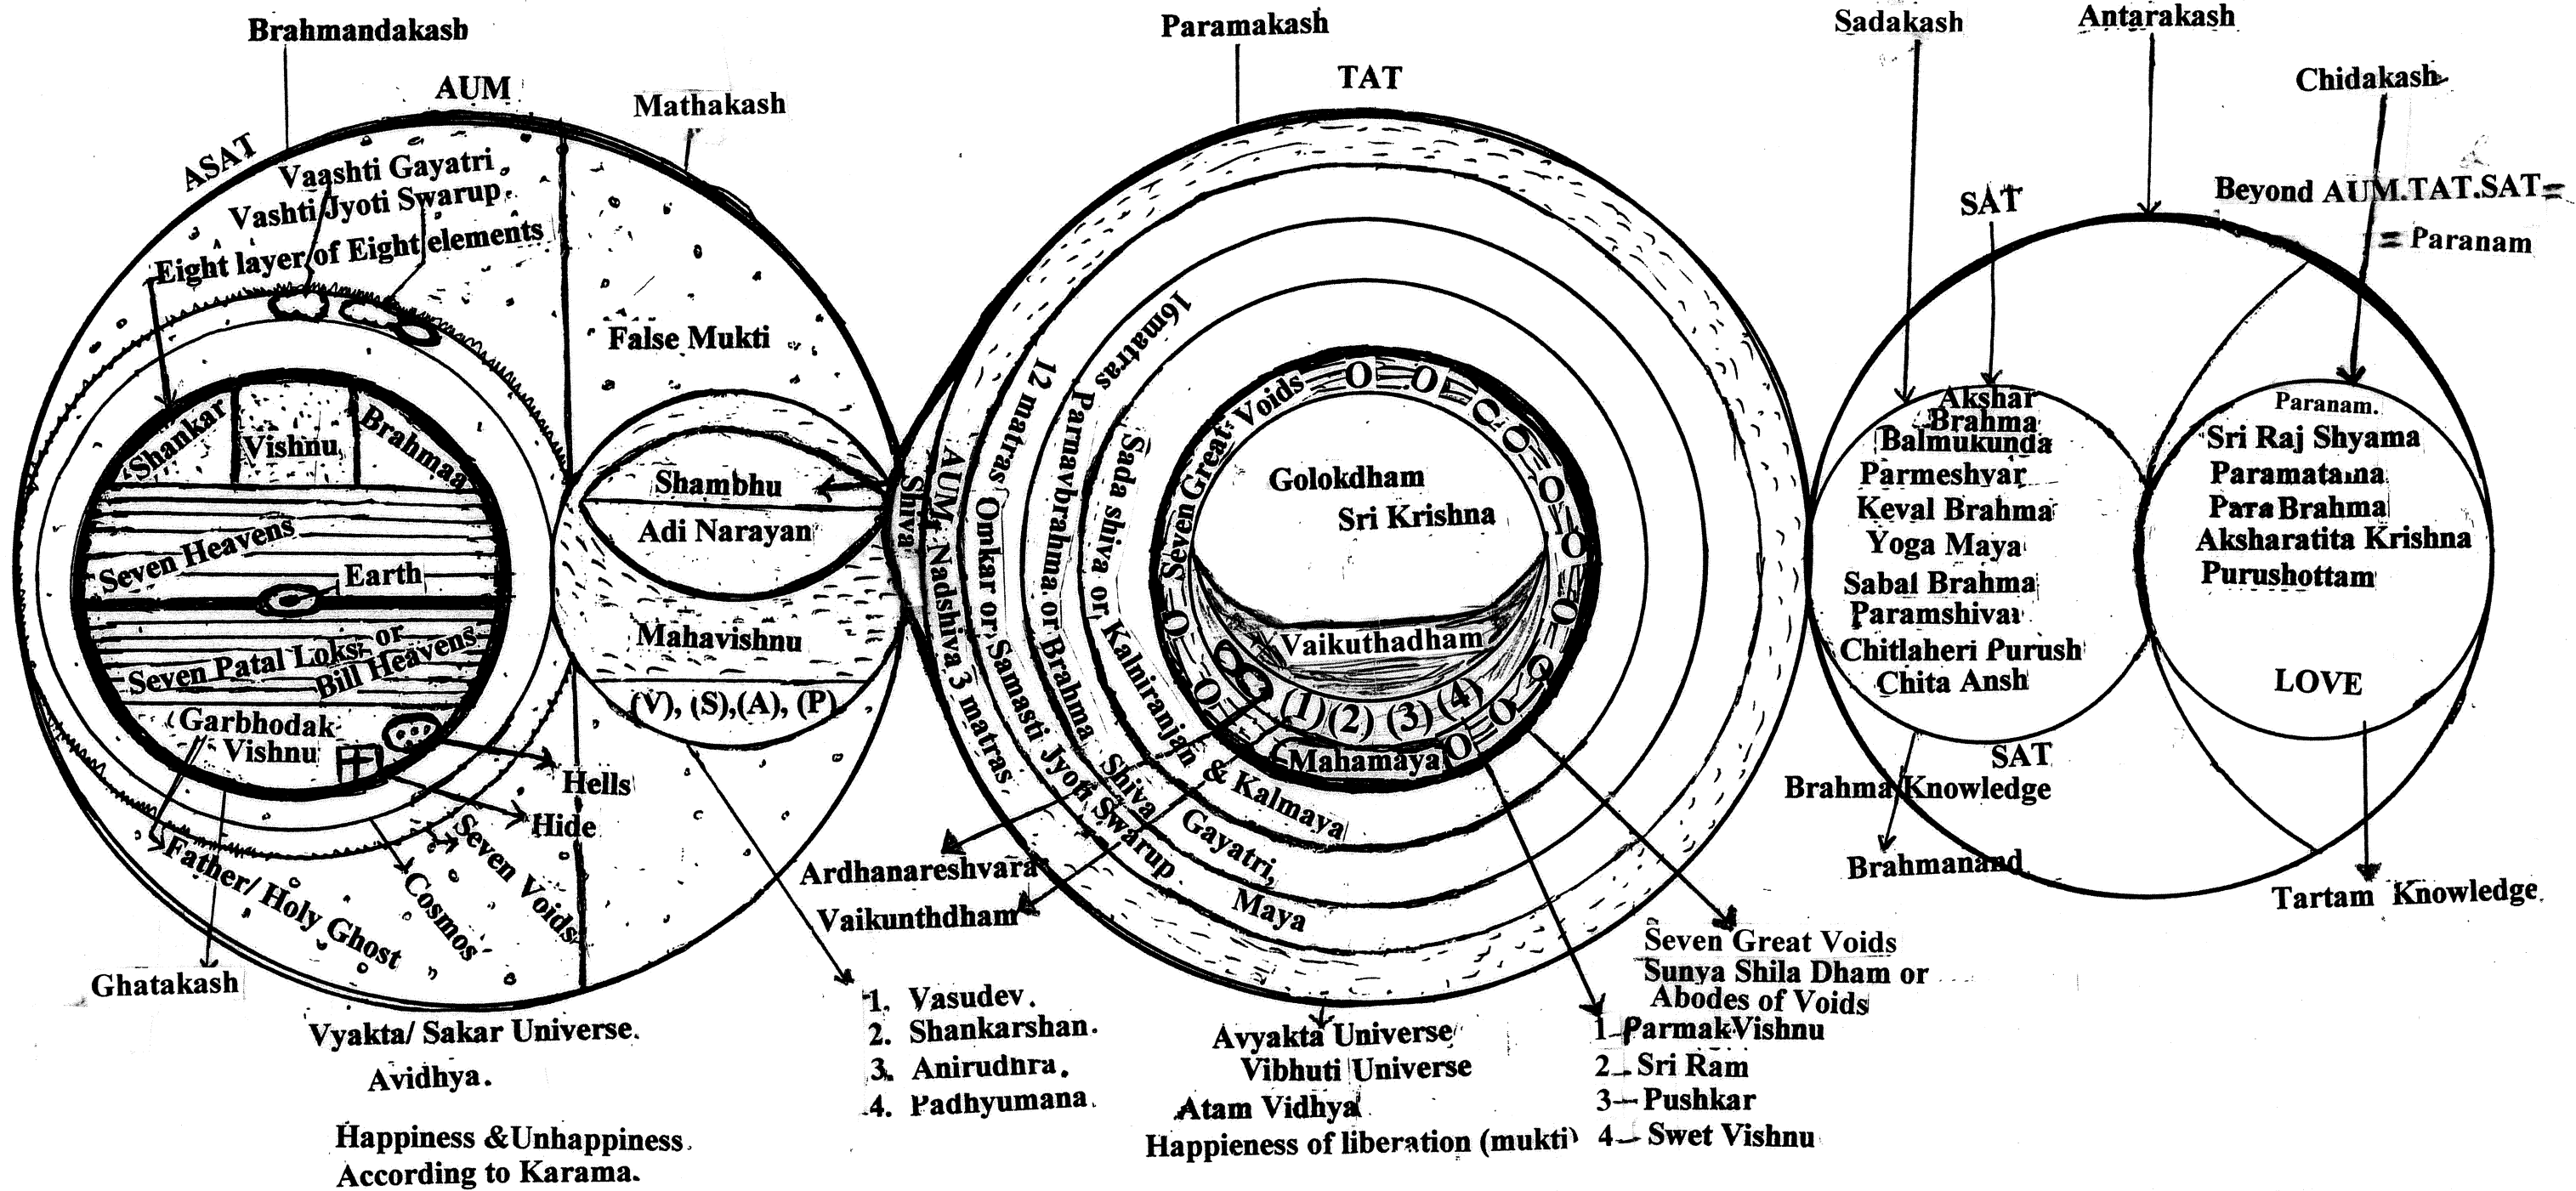 Brahmandakash
AUM
Mathakash
ASAT
Vaashti Gayatri
Vashti/Jyoti Swarup
Eight layer of Eight elements
False Mukti
Shankar
Vishnu
Brahmaa
Seven Heavens
Earth
Seven Patal Loks or
Bill Heavens
Garbhodak
Vishnu
Shambhu
Adi Narayan
Mahavishnu
(V), (S),(A), (P)
Hells
Hide
Seven Voids
Cosmos
Father/ Holy Ghost
Ghatakash
Vyakta/ Sakar Universe.
Avidhya.
Happiness &Unhappiness
According to Karama.
1. Vasudev.
2. Shankarshan.
3. Anirudhra.
4. Padhyumana.
Paramakash
TAT
Shiva
AUM, Nadshiva 3 matras
12 matras Omkar or, Samasti Jyoti Swarup
16matras Parnavbrahma or Brahma Shiva
Gayatri,
Maya
Sada shiva or, Kalniranjan & Kalmaya
Seven Great Voids
Golokdham
Sri Krishna
Vaikuthadham
(1) (2) (3) (4)
Mahamaya
Ardhanareshvara
Vaikunthdham
Avyakta Universe
Vibhuti Universe
Atam Vidhya
Happieness of liberation (mukti)
Seven Great Voids
Sunya Shila Dham or
Abodes of Voids
1-Parmak Vishnu
2- Sri Ram
3- Pushkar
4- Swet Vishnu
Sadakash
Antarakash
Chidakash
SAT
Beyond AUM.TAT.SAT=
= Paranam
Akshar
Brahma
Balmukunda
Parmeshvar
Keval Brahma
Yoga Maya
Sabal Brahma
Paramshiva
Chitlaheri Purush
Chita Ansh
SAT
Brahma Knowledge
Brahmanand
Paranam.
Sri Raj Shyama
Paramatama
Para Brahma
Aksharatita Krishna
Purushottam
LOVE
Tartam Knowledge